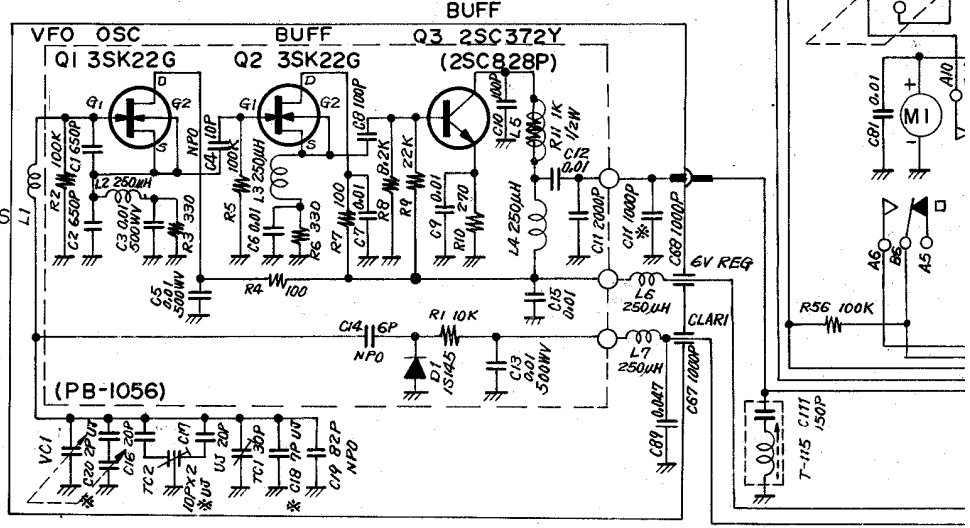 BUFF
VFO OSC
BUFF
Q3 2SC372Y
Q1 3SK22G
Q2 3SK22G
(2SC828P)
D
G1
G2
S
D
G1
G2
S
R2 100K
C1 650P
C2 650P
L2 250μH
C3 0.01
500WV
R3 330
NPO
C4 10P
100K
R5
L3 250μH
C6 0.01
R6 330
R7 100
C7 0.01
C8 100P
R8 8.2K
R9 22K
C9 0.01
R10 270
C10 100P
L5
R11 1K
1/2W
C12
0.01
L4 250μH
C11 2000P
C11 1000P
※
C68 1000P
S
L1
C5
0.01
500WV
R4
100
C15
0.01
L6
250μH
6V REG
C14
6P
NPO
R1 10K
D1
1S145
C13
0.01
500WV
L7
250μH
CLARI
C67 1000P
C89 0.047
(PB-1056)
VC1
※ C20 2P UJ
C16 20P
TC2
10PX2
※ UJ
C17
UJ 20P
TC1 30P
※ C18 7P UJ
C19 82P
NPO
C81 0.01
+
M1
-
A10
A6
B6
A5
R56 100K
C111
150P
T-115